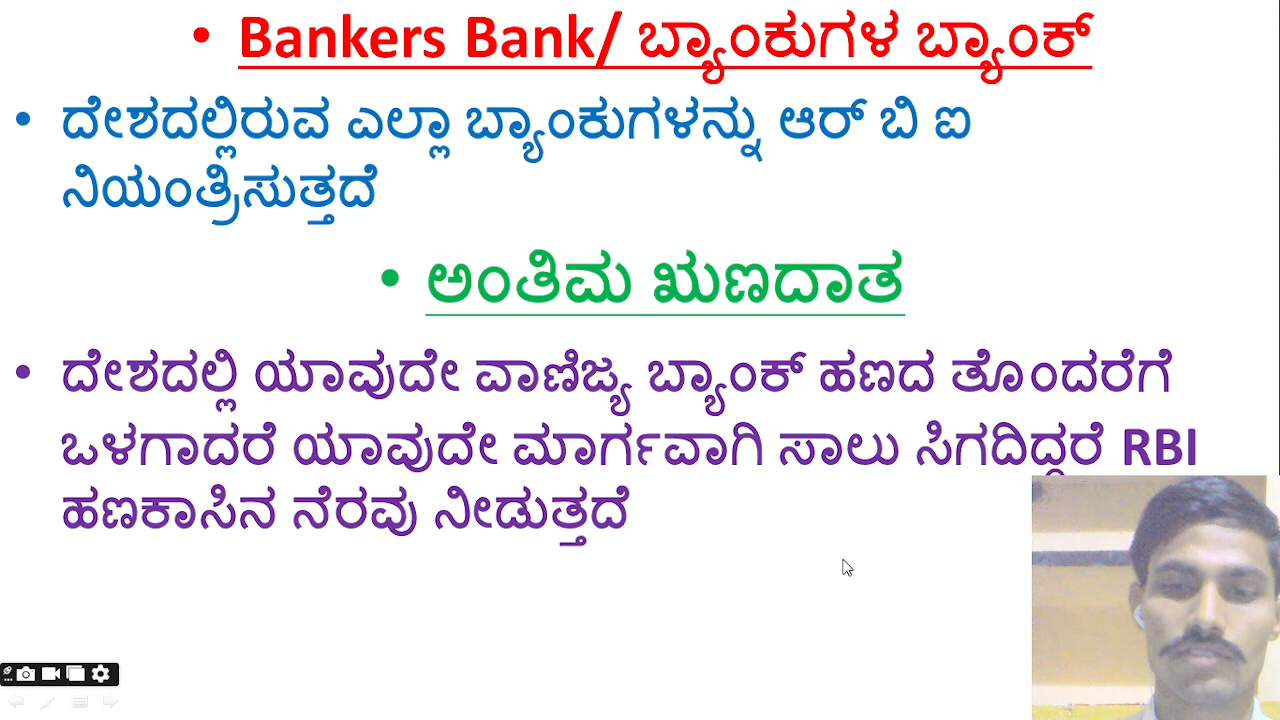 • Bankers Bank/ ಬ್ಯಾಂಕುಗಳ ಬ್ಯಾಂಕ್
• ದೇಶದಲ್ಲಿರುವ ಎಲ್ಲಾ ಬ್ಯಾಂಕುಗಳನ್ನು ಆರ್ ಬಿ ಐ
ನಿಯಂತ್ರಿಸುತ್ತದೆ
• ಅಂತಿಮ ಋಣದಾತ
• ದೇಶದಲ್ಲಿ ಯಾವುದೇ ವಾಣಿಜ್ಯ ಬ್ಯಾಂಕ್ ಹಣದ ತೊಂದರೆಗೆ
ಒಳಗಾದರೆ ಯಾವುದೇ ಮಾರ್ಗವಾಗಿ ಸಾಲು ಸಿಗದಿದ್ದರೆ RBI
ಹಣಕಾಸಿನ ನೆರವು ನೀಡುತ್ತದೆ